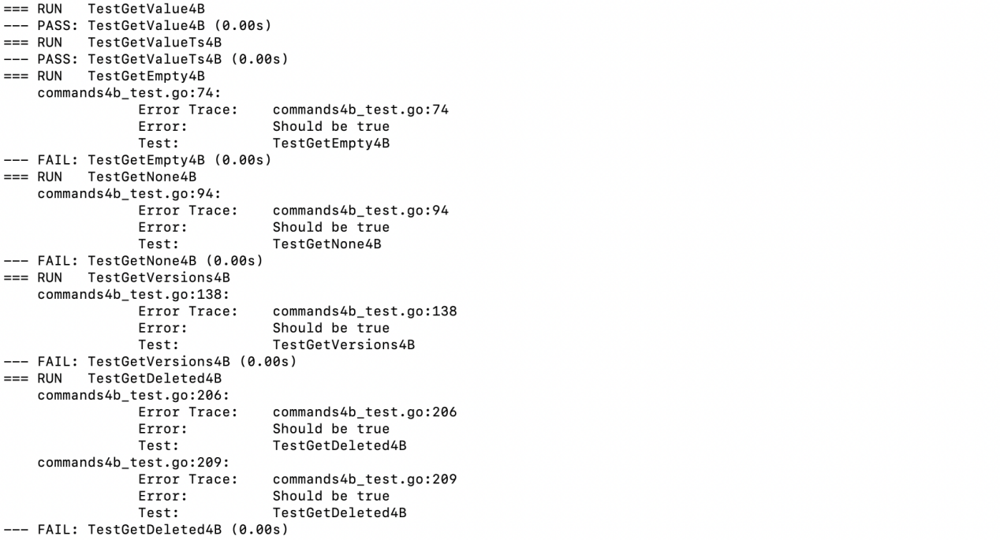 === RUN   TestGetValue4B
--- PASS: TestGetValue4B (0.00s)
=== RUN   TestGetValueTs4B
--- PASS: TestGetValueTs4B (0.00s)
=== RUN   TestGetEmpty4B
    commands4b_test.go:74:
                Error Trace:    commands4b_test.go:74
                Error:          Should be true
                Test:           TestGetEmpty4B
--- FAIL: TestGetEmpty4B (0.00s)
=== RUN   TestGetNone4B
    commands4b_test.go:94:
                Error Trace:    commands4b_test.go:94
                Error:          Should be true
                Test:           TestGetNone4B
--- FAIL: TestGetNone4B (0.00s)
=== RUN   TestGetVersions4B
    commands4b_test.go:138:
                Error Trace:    commands4b_test.go:138
                Error:          Should be true
                Test:           TestGetVersions4B
--- FAIL: TestGetVersions4B (0.00s)
=== RUN   TestGetDeleted4B
    commands4b_test.go:206:
                Error Trace:    commands4b_test.go:206
                Error:          Should be true
                Test:           TestGetDeleted4B
    commands4b_test.go:209:
                Error Trace:    commands4b_test.go:209
                Error:          Should be true
                Test:           TestGetDeleted4B
--- FAIL: TestGetDeleted4B (0.00s)